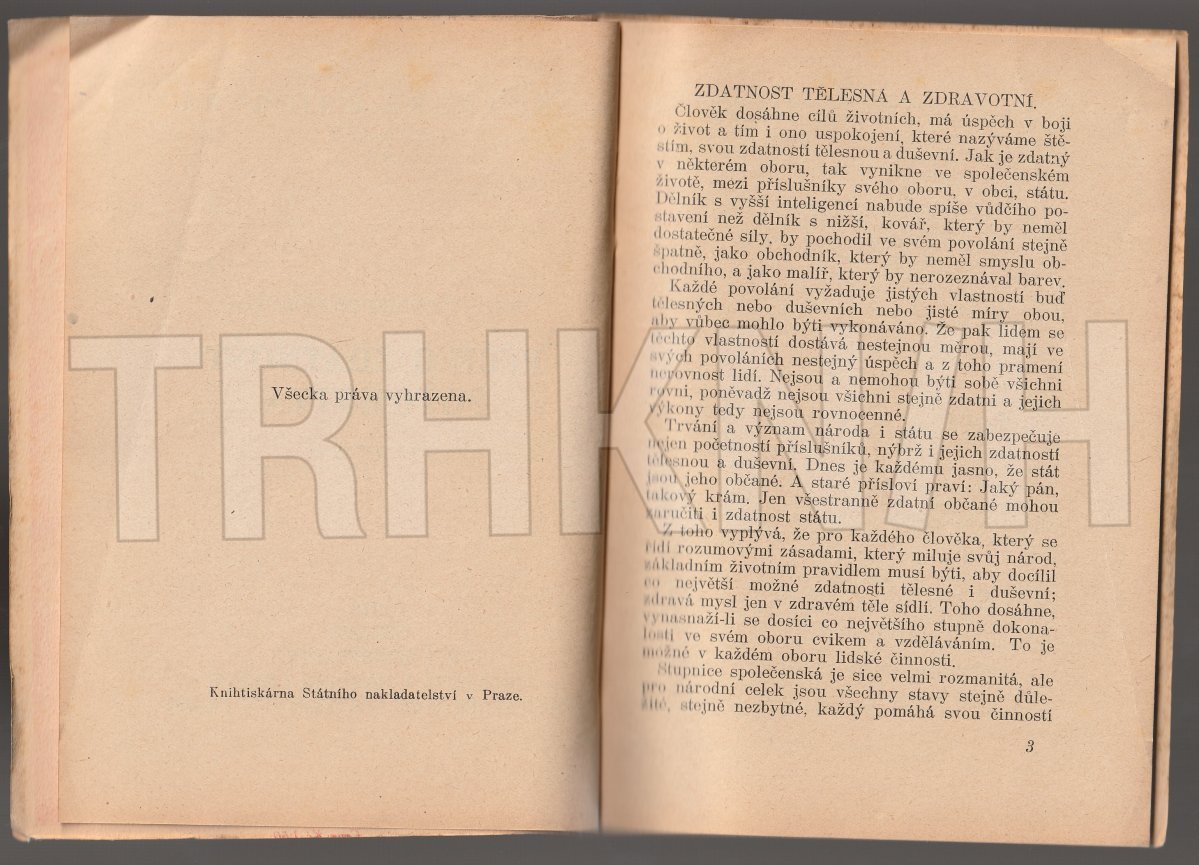 Všecka práva vyhrazena.
Knihtiskárna Státního nakladatelství v Praze.
ZDATNOST TĚLESNÁ A ZDRAVOTNÍ.
Člověk dosáhne cílů životních, má úspěch v boji
o život a tím i ono uspokojení, které nazýváme ště-
stím, svou zdatností tělesnou a duševní. Jak je zdatný
v některém oboru, tak vynikne ve společenském
životě, mezi příslušníky svého oboru, v obci, státu.
Dělník s vyšší inteligencí nabude spíše vůdčího po-
stavení než dělník s nižší, kovář, který by neměl
dostatečné síly, by pochodil ve svém povolání stejně
špatně, jako obchodník, který by neměl smyslu ob-
chodního, a jako malíř, který by nerozeznával barev.
Každé povolání vyžaduje jistých vlastností buď
tělesných nebo duševních nebo jisté míry obou,
aby vůbec mohlo býti vykonáváno. Že pak lidem se
těchto vlastností dostává nestejnou měrou, mají ve
svých povoláních nestejný úspěch a z toho pramení
nerovnost lidí. Nejsou a nemohou býti sobě všichni
rovni, poněvadž nejsou všichni stejně zdatni a jejich
výkony tedy nejsou rovnocenné.
Trvání a význam národa i státu se zabezpečuje
nejen početností příslušníků, nýbrž i jejich zdatností
tělesnou a duševní. Dnes je každému jasno, že stát
jsou jeho občané. A staré přísloví praví: Jaký pán,
takový krám. Jen všestranně zdatní občané mohou
zaručiti i zdatnost státu.
Z toho vyplývá, že pro každého člověka, který se
řídí rozumovými zásadami, který miluje svůj národ,
základním životním pravidlem musí býti, aby docílil
co největší možné zdatnosti tělesné i duševní;
zdravá mysl jen v zdravém těle sídlí. Toho dosáhne,
vynasnaží-li se dosíci co největšího stupně dokona-
losti ve svém oboru cvikem a vzděláváním. To je
možné v každém oboru lidské činnosti.
Stupnice společenská je sice velmi rozmanitá, ale
pro národní celek jsou všechny stavy stejně důle-
žité, stejně nezbytné, každý pomáhá svou činností
3
TRHKNIH